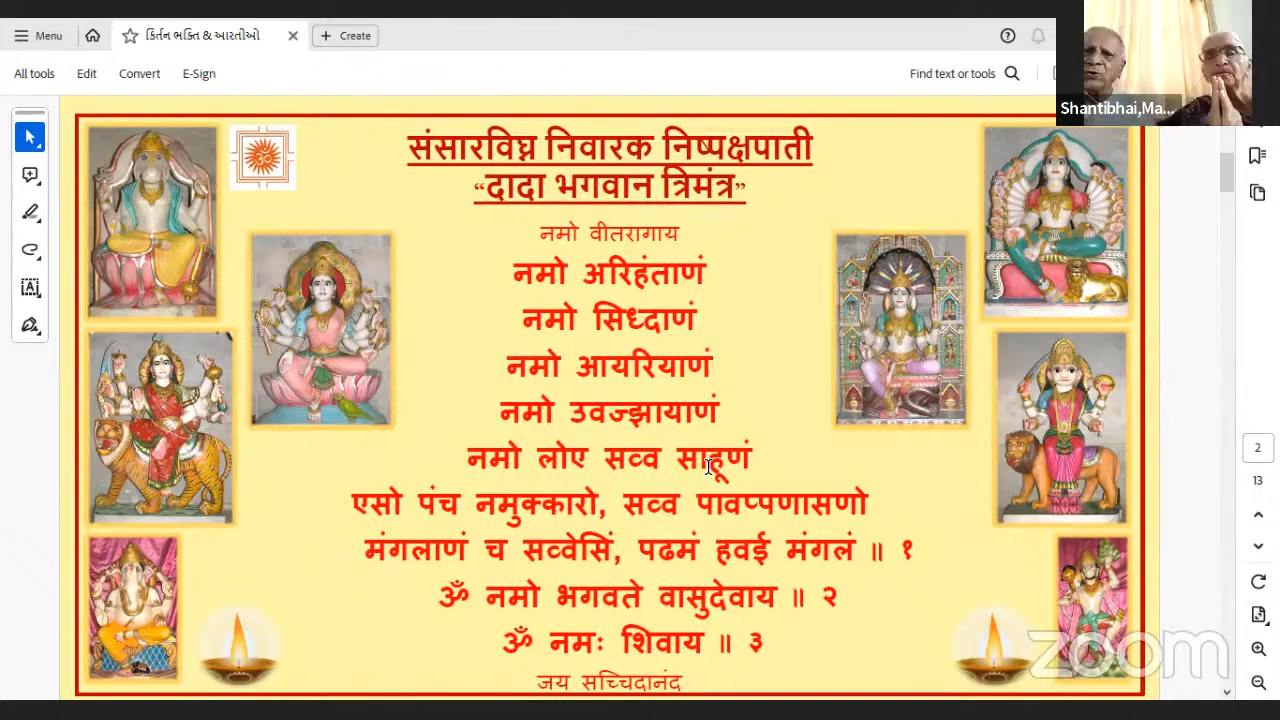 Menu
કિર્તન ભક્તિ & આરતીઓ
Create
All tools
Edit
Convert
E-Sign
Find text or tools
Shantibhai,Ma...
संसारविघ्न निवारक निष्पक्षपाती
“दादा भगवान त्रिमंत्र”
नमो वीतरागाय
नमो अरिहंताणं
नमो सिध्दाणं
नमो आयरियाणं
नमो उवज्झायाणं
नमो लोए सव्व साहूणं
एसो पंच नमुक्कारो, सव्व पावप्पणासणो
मंगलाणं च सव्वेसिं, पढमं हवई मंगलं ॥ १
ॐ नमो भगवते वासुदेवाय ॥ २
ॐ नमः शिवाय ॥ ३
जय सच्चिदानंद
2
13
zoom